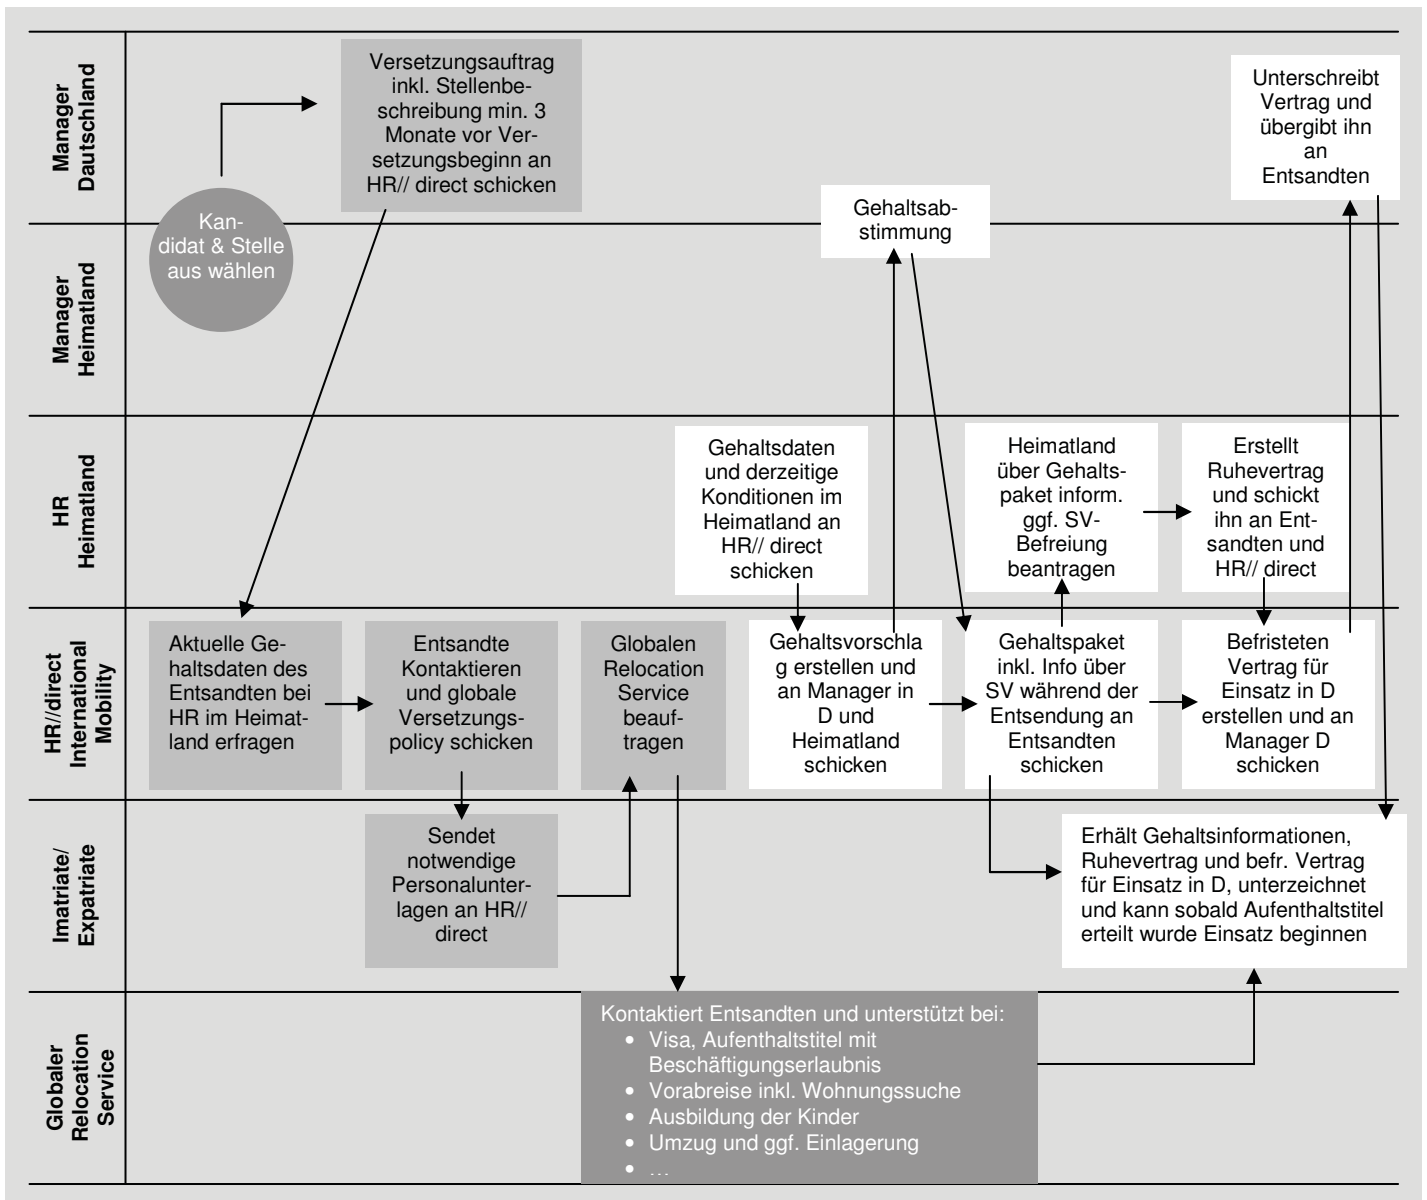 Manager
Dautschland
Versetzungsauftrag
inkl. Stellenbe-
schreibung min. 3
Monate vor Ver-
setzungsbeginn an
HR// direct schicken
Unterschreibt
Vertrag und
übergibt ihn
an
Entsandten
Manager
Heimatland
Kan-
didat & Stelle
aus wählen
Gehaltsab-
stimmung
HR
Heimatland
Gehaltsdaten
und derzeitige
Konditionen im
Heimatland an
HR// direct
schicken
Heimatland
über Gehalts-
paket inform.
ggf. SV-
Befreiung
beantragen
Erstellt
Ruhevertrag
und schickt
ihn an Ent-
sandten und
HR// direct
HR//direct
International
Mobility
Aktuelle Ge-
haltsdaten des
Entsandten bei
HR im Heimat-
land erfragen
Entsandte
Kontaktieren
und globale
Versetzungs-
policy schicken
Globalen
Relocation
Service
beauf-
tragen
Gehaltsvorschla
g erstellen und
an Manager in
D und
Heimatland
schicken
Gehaltspaket
inkl. Info über
SV während der
Entsendung an
Entsandten
schicken
Befristeten
Vertrag für
Einsatz in D
erstellen und an
Manager D
schicken
Imatriate/
Expatriate
Sendet
notwendige
Personalunter-
lagen an HR//
direct
Erhält Gehaltsinformationen,
Ruhevertrag und befr. Vertrag
für Einsatz in D, unterzeichnet
und kann sobald Aufenthaltstitel
erteilt wurde Einsatz beginnen
Globaler
Relocation
Service
Kontaktiert Entsandten und unterstützt bei:
• Visa, Aufenthaltstitel mit
Beschäftigungserlaubnis
• Vorabreise inkl. Wohnungssuche
• Ausbildung der Kinder
• Umzug und ggf. Einlagerung
• …